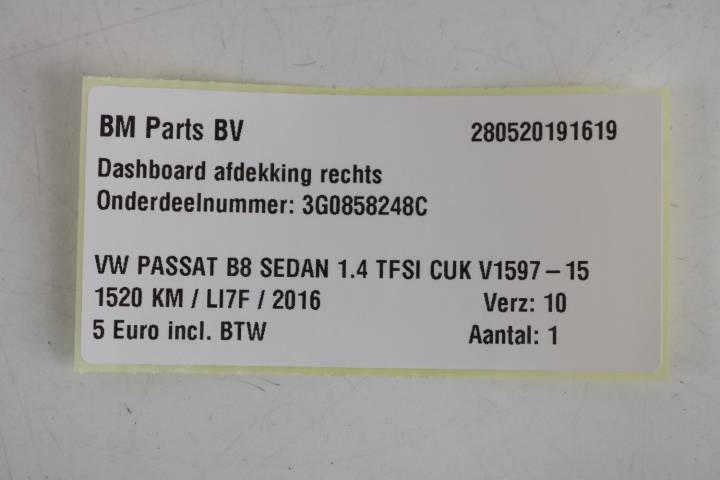 BM Parts BV 280520191619
Dashboard afdekking rechts
Onderdeelnummer: 3G0858248C
VW PASSAT B8 SEDAN 1.4 TFSI CUK V1597-15
1520 KM / LI7F / 2016 Verz: 10
5 Euro incl. BTW Aantal: 1